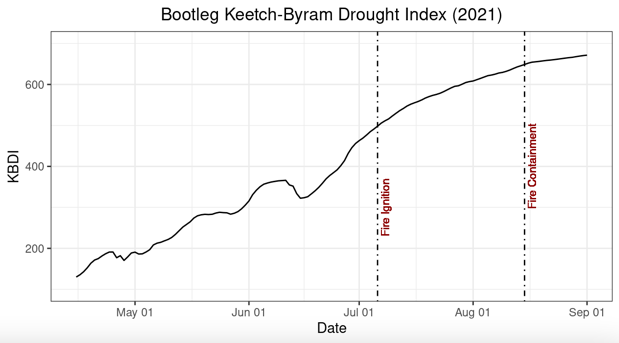 Bootleg Keetch-Byram Drought Index (2021)
KBDI
600
400
200
Fire Ignition
Fire Containment
May 01
Jun 01
Jul 01
Aug 01
Sep 01
Date